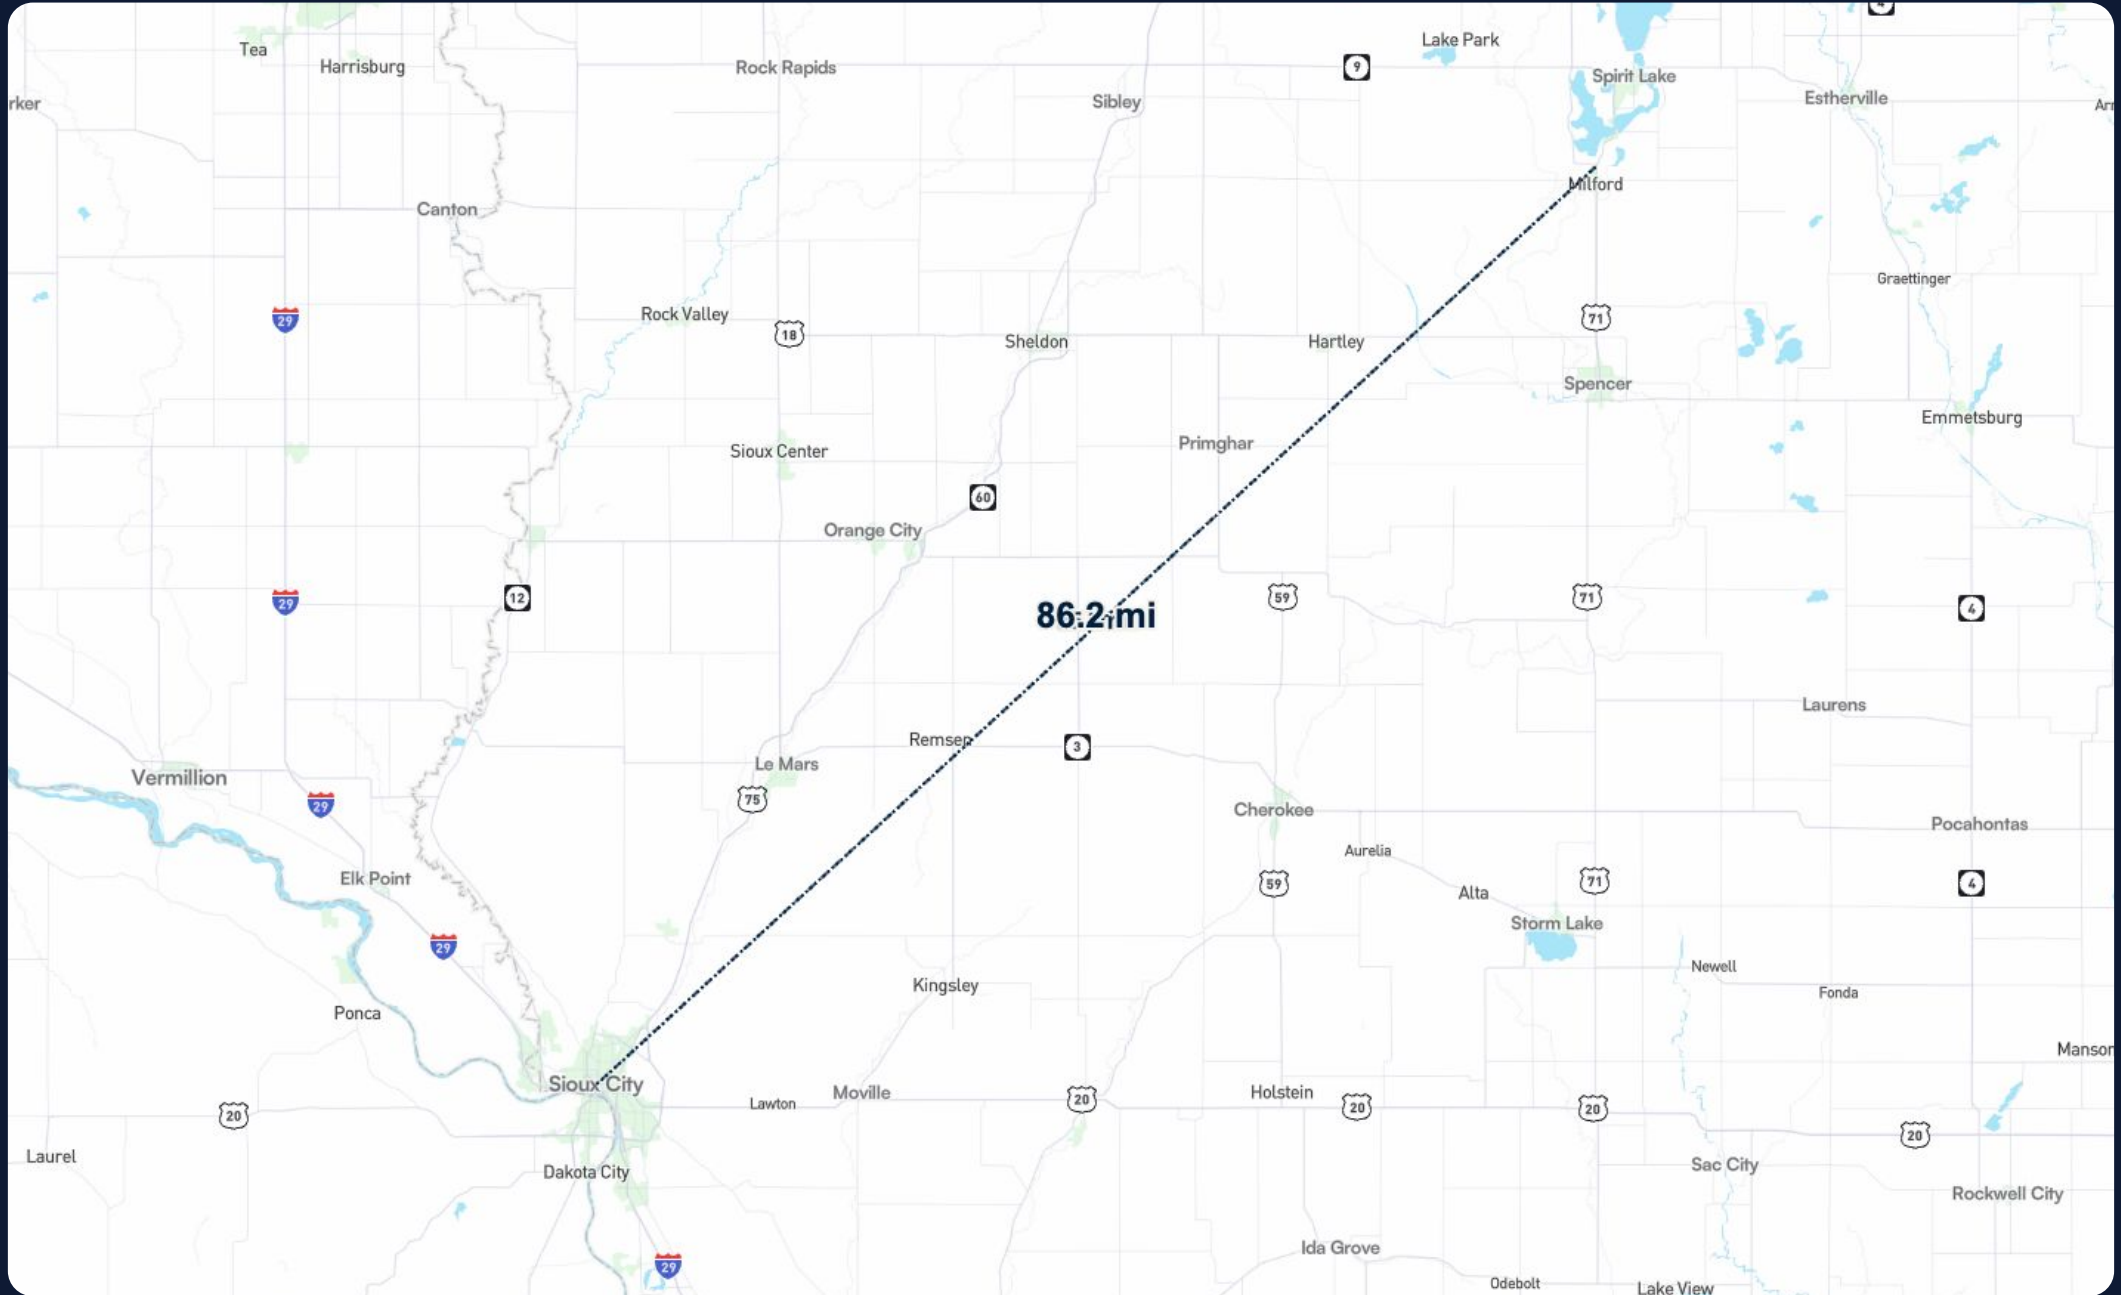 4
Lake Park
Tea
Harrisburg
Rock Rapids
9
Spirit Lake
rker
Sibley
Estherville
Milford
Canton
Graettinger
29
Rock Valley
18
Sheldon
Hartley
71
Spencer
Emmetsburg
Primghar
Sioux Center
60
Orange City
29
12
86.2 mi
59
71
4
Laurens
Remsen
3
Le Mars
Vermillion
29
75
Cherokee
Pocahontas
Aurelia
Elk Point
59
Alta
71
4
Storm Lake
29
Newell
Kingsley
Fonda
Ponca
Manson
Sioux City
Lawton
Moville
20
Holstein
20
20
20
20
Laurel
Dakota City
Sac City
Rockwell City
Ida Grove
29
Odebolt
Lake View